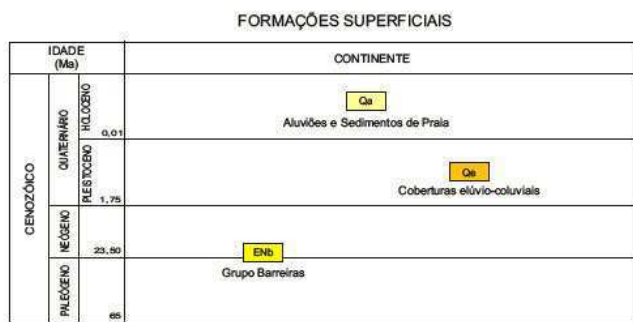 FORMAÇÕES SUPERFICIAIS
IDADE
(Ma)
CONTINENTE
CENOZÓICO
QUATERNÁRIO
HOLOCENO
0,01
Qa
Aluviões e Sedimentos de Praia
PLEISTOCENO
1,75
Qe
Coberturas elúvio-coluviais
NEÓGENO
23,50
ENb
Grupo Barreiras
PALEÓGENO
65